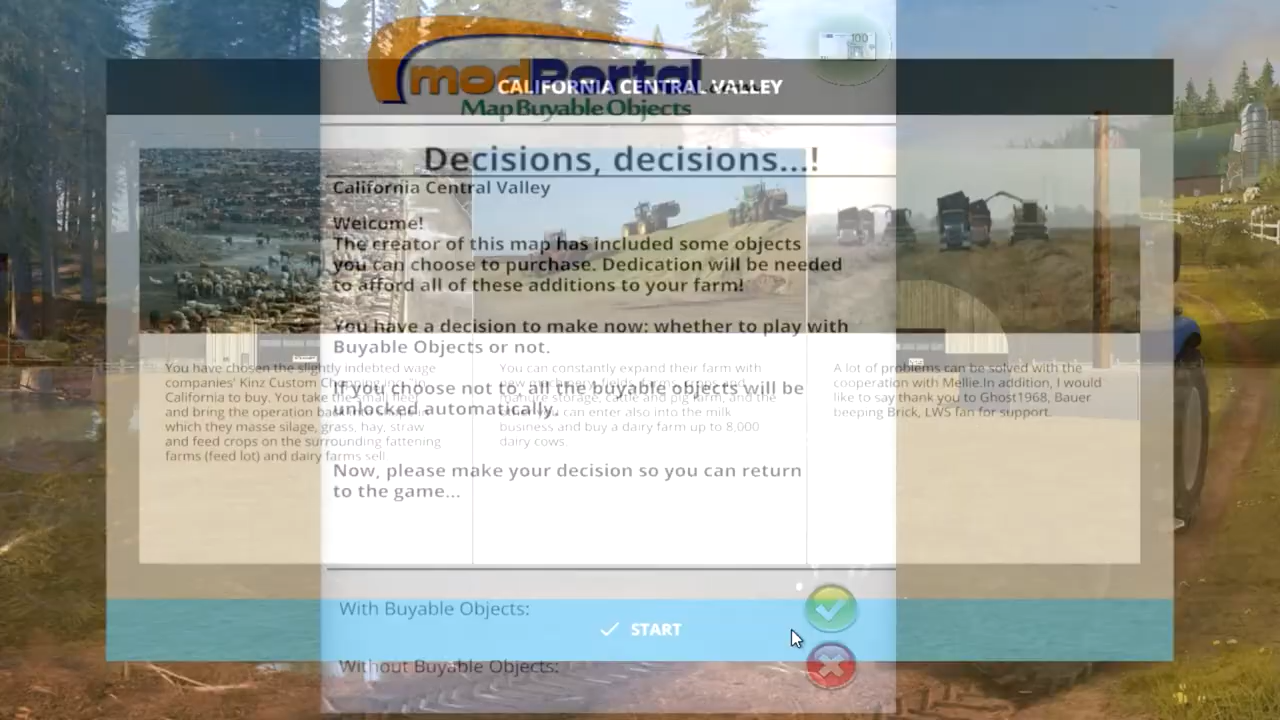 modPortal
Map Buyable Objects
100
CALIFORNIA CENTRAL VALLEY
Decisions, decisions...!
California Central Valley
Welcome!
The creator of this map has included some objects
you can choose to purchase. Dedication will be needed
to afford all of these additions to your farm!
You have a decision to make now: whether to play with
Buyable Objects or not.
If you choose not to, all the buyable objects will be
unlocked automatically.
Now, please make your decision so you can return
to the game...
You have chosen the slightly indebted wage
companies' Kinz Custom
California to buy. You take the small fleet
and bring the operation
which they masse silage, grass, hay, straw
and feed crops on the surrounding fattening
farms (feed lot) and dairy farms sell.
You can constantly expand their farm with
manure storage, cattle and pig farm, and the
can enter also into the milk
business and buy a dairy farm up to 8,000
dairy cows.
A lot of problems can be solved with the
cooperation with Mellie.In addition, I would
like to say thank you to Ghost1968, Bauer
beeping Brick, LWS fan for support.
With Buyable Objects:
START
Without Buyable Objects: